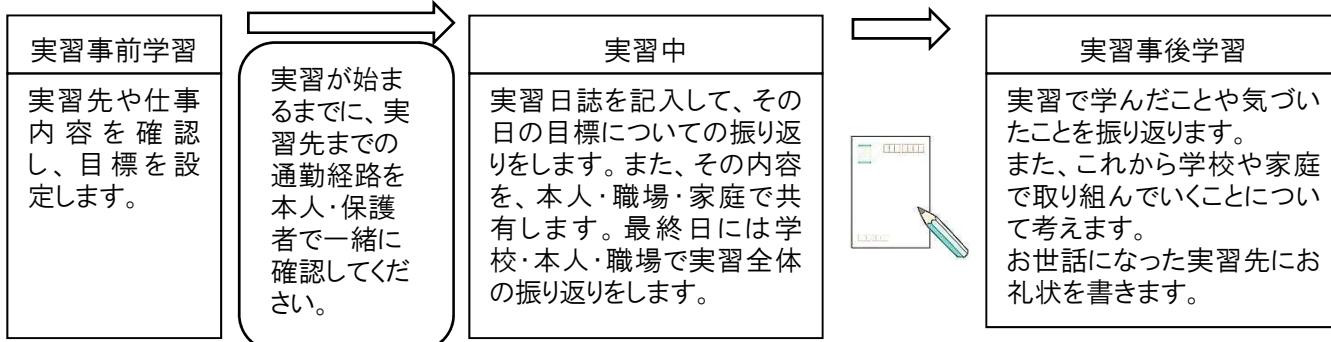 実習事前学習
実習先や仕事
内容を確認
し、目標を設
定します。
実習が始ま
るまでに、実
習先までの
通勤経路を
本人・保護
者で一緒に
確認してくだ
さい。
実習中
実習日誌を記入して、その
日の目標についての振り返
りをします。また、その内容
を、本人・職場・家庭で共
有します。最終日には学
校・本人・職場で実習全体
の振り返りをします。
実習事後学習
実習で学んだことや気づい
たことを振り返ります。
また、これから学校や家庭
で取り組んでいくことについ
て考えます。
お世話になった実習先にお
礼状を書きます。